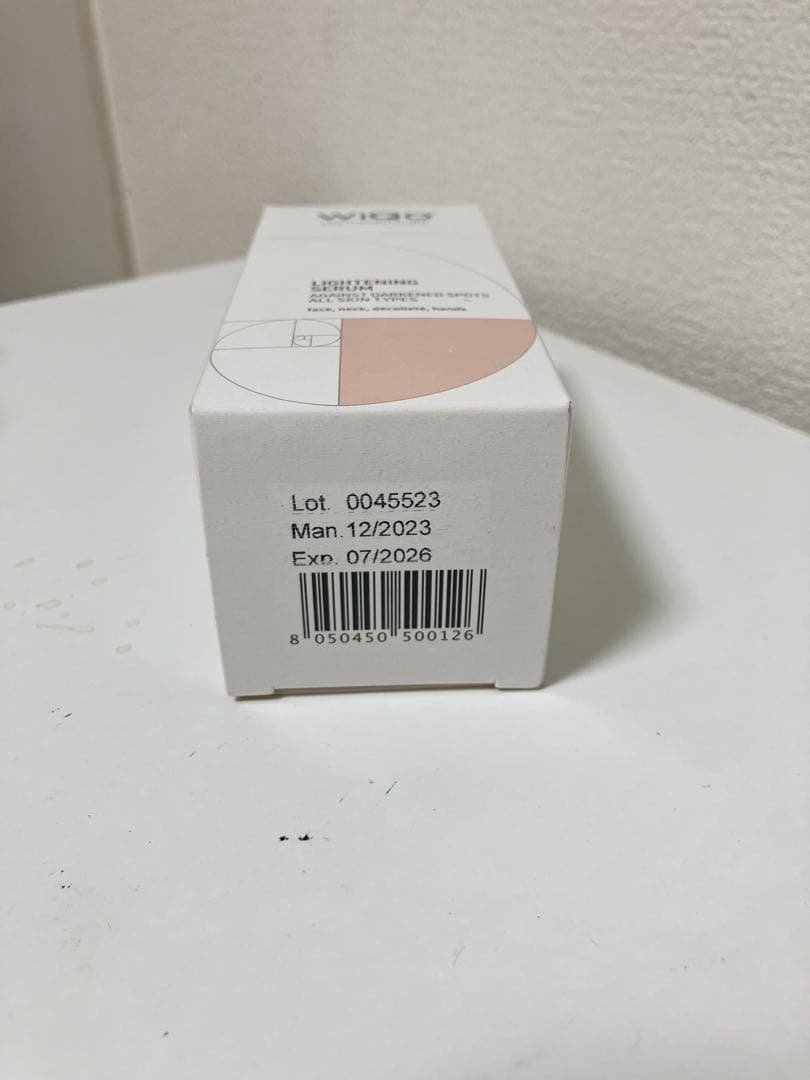 LIGHTENING
SERUM
AGAINST DARKENED SPOTS
ALL SKIN TYPES
face, neck, décolleté, hands
Lot. 0045523
Man.12/2023
Exp. 07/2026
8 050450 500126